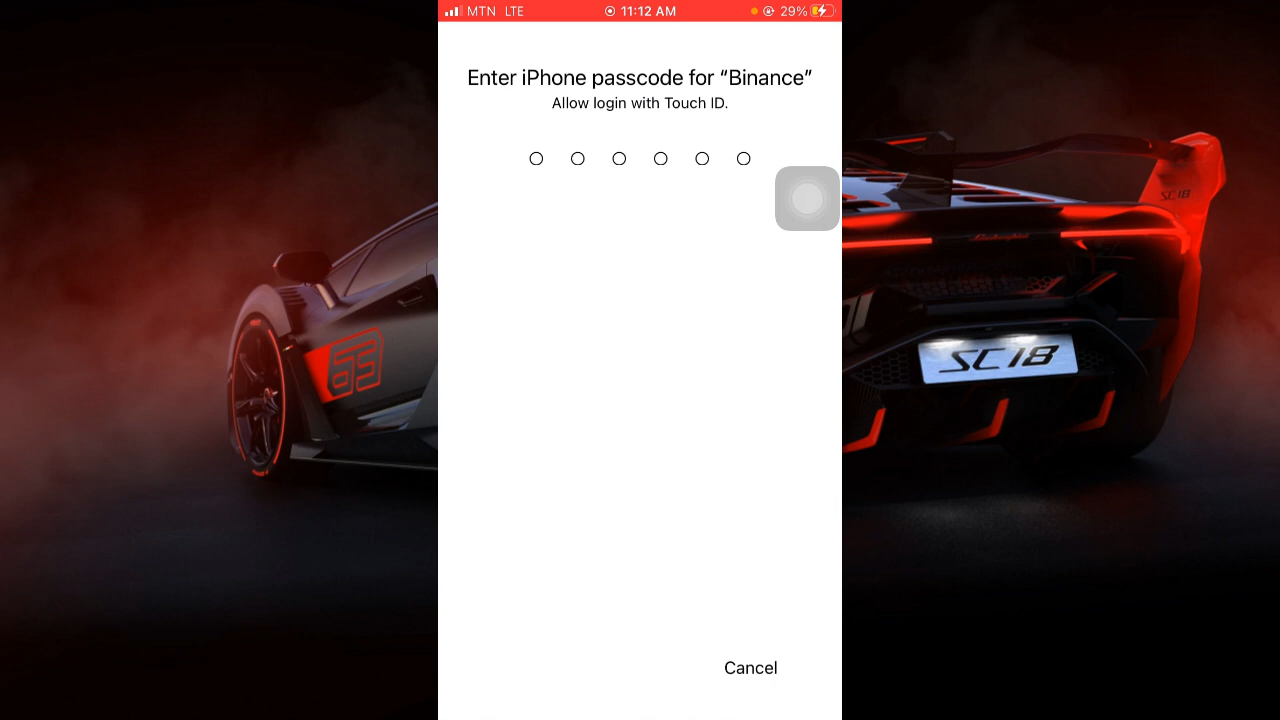 MTN LTE 11:12 AM 29%
Enter iPhone passcode for “Binance”
Allow login with Touch ID.
Cancel
63
SC18
SC18